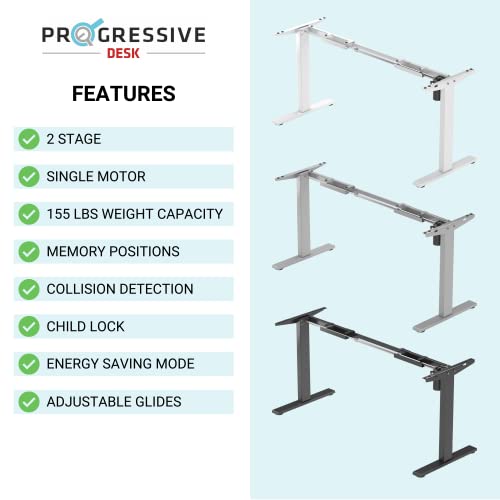 PROGRESSIVE
DESK
FEATURES
2 STAGE
SINGLE MOTOR
155 LBS WEIGHT CAPACITY
MEMORY POSITIONS
COLLISION DETECTION
CHILD LOCK
ENERGY SAVING MODE
ADJUSTABLE GLIDES